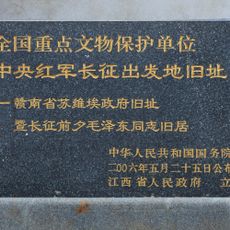 全国重点文物保护单位
中央红军长征出发地旧址
一赣南省苏维埃政府旧址
暨长征前夕毛泽东同志旧居
中华人民共和国国务院
二00六年五月二十五日公布
江西省人民政府 立